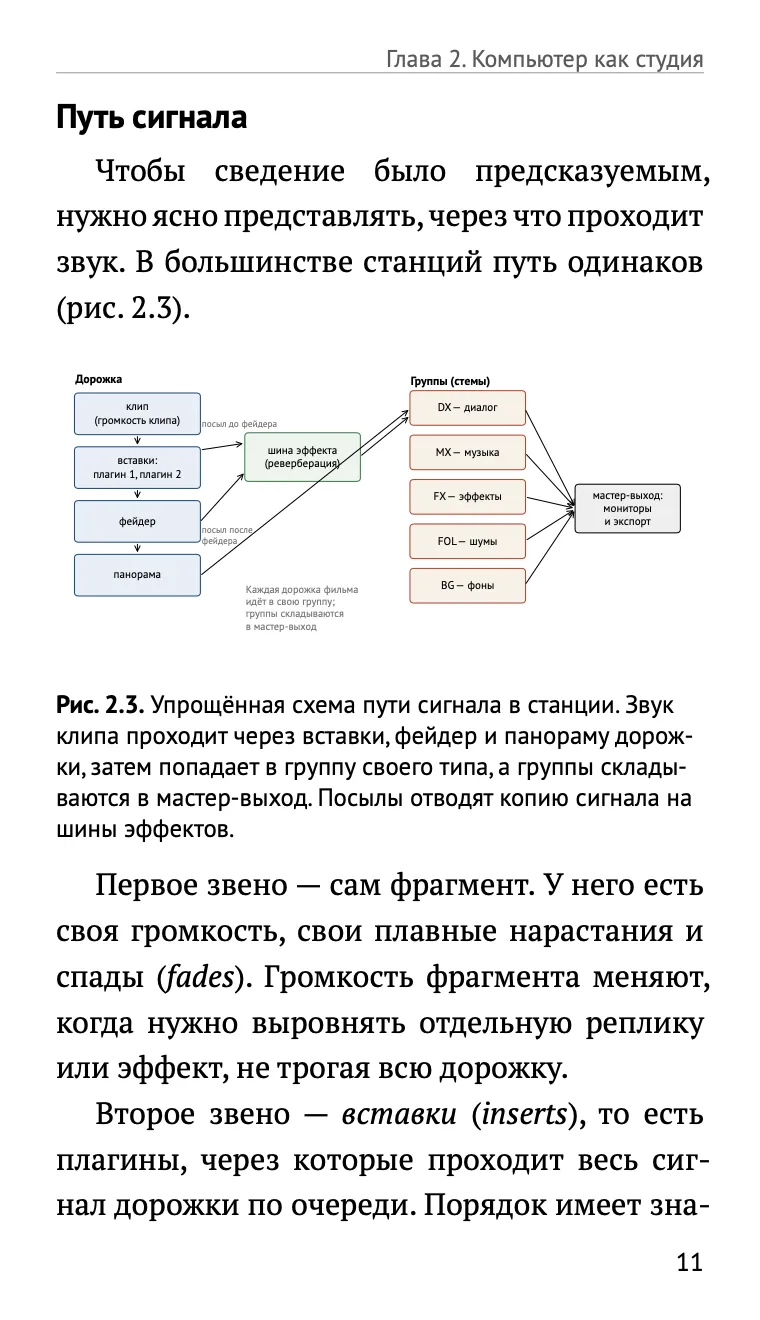 Глава 2. Компьютер как студия
Путь сигнала
Чтобы сведение было предсказуемым,
нужно ясно представлять, через что проходит
звук. В большинстве станций путь одинаков
(рис. 2.3).
Дорожка
клип
(громкость клипа)
посыл до фейдера
вставки:
плагин 1, плагин 2
фейдер
посыл после
фейдера
панорама
шина эффекта
(реверберация)
Каждая дорожка фильма
идёт в свою группу;
группы складываются
в мастер-выход
Группы (стемы)
DX — диалог
MX — музыка
FX — эффекты
FOL — шумы
BG — фоны
мастер-выход:
мониторы
и экспорт
Рис. 2.3. Упрощённая схема пути сигнала в станции. Звук
клипа проходит через вставки, фейдер и панораму дорож-
ки, затем попадает в группу своего типа, а группы склады-
ваются в мастер-выход. Посылы отводят копию сигнала на
шины эффектов.
Первое звено — сам фрагмент. У него есть
своя громкость, свои плавные нарастания и
спады (fades). Громкость фрагмента меняют,
когда нужно выровнять отдельную реплику
или эффект, не трогая всю дорожку.
Второе звено — вставки (inserts), то есть
плагины, через которые проходит весь сиг-
нал дорожки по очереди. Порядок имеет зна-
11